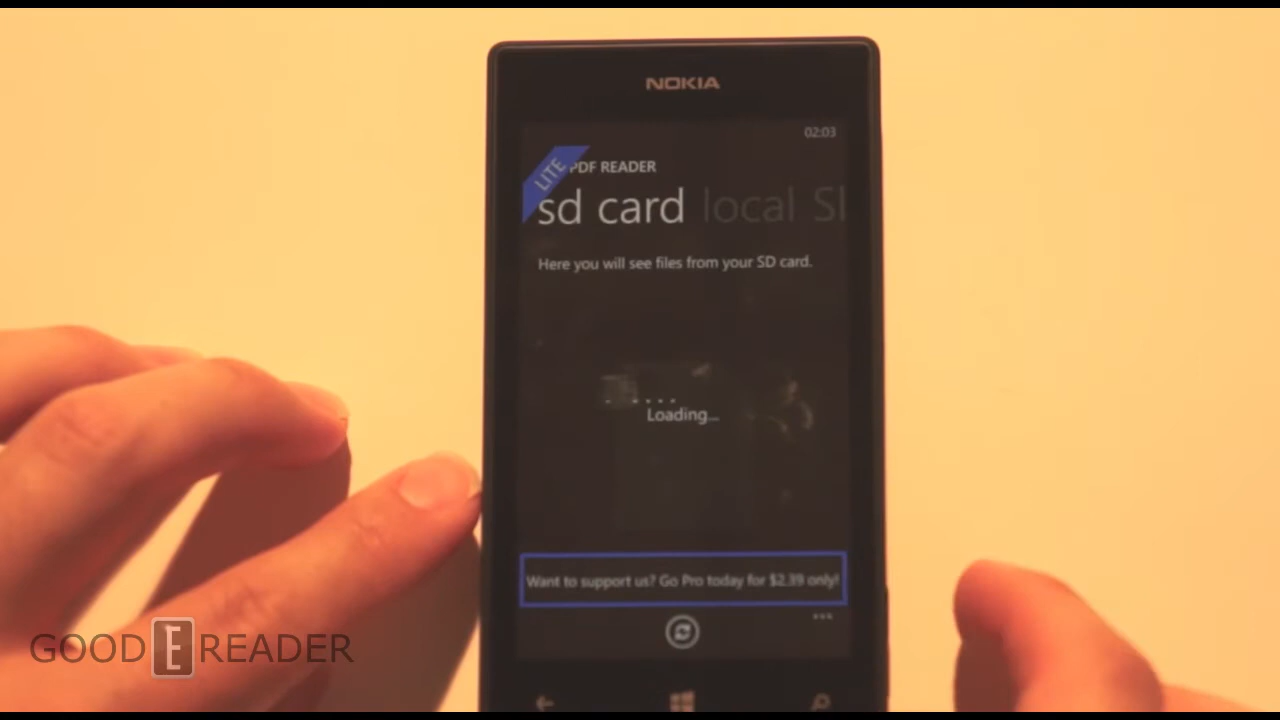 NOKIA
02:03
LITE
PDF READER
sd card local
Here you will see files from your SD card.
Loading...
Want to support us? Go Pro today for $2.39 only!
GOOD E READER